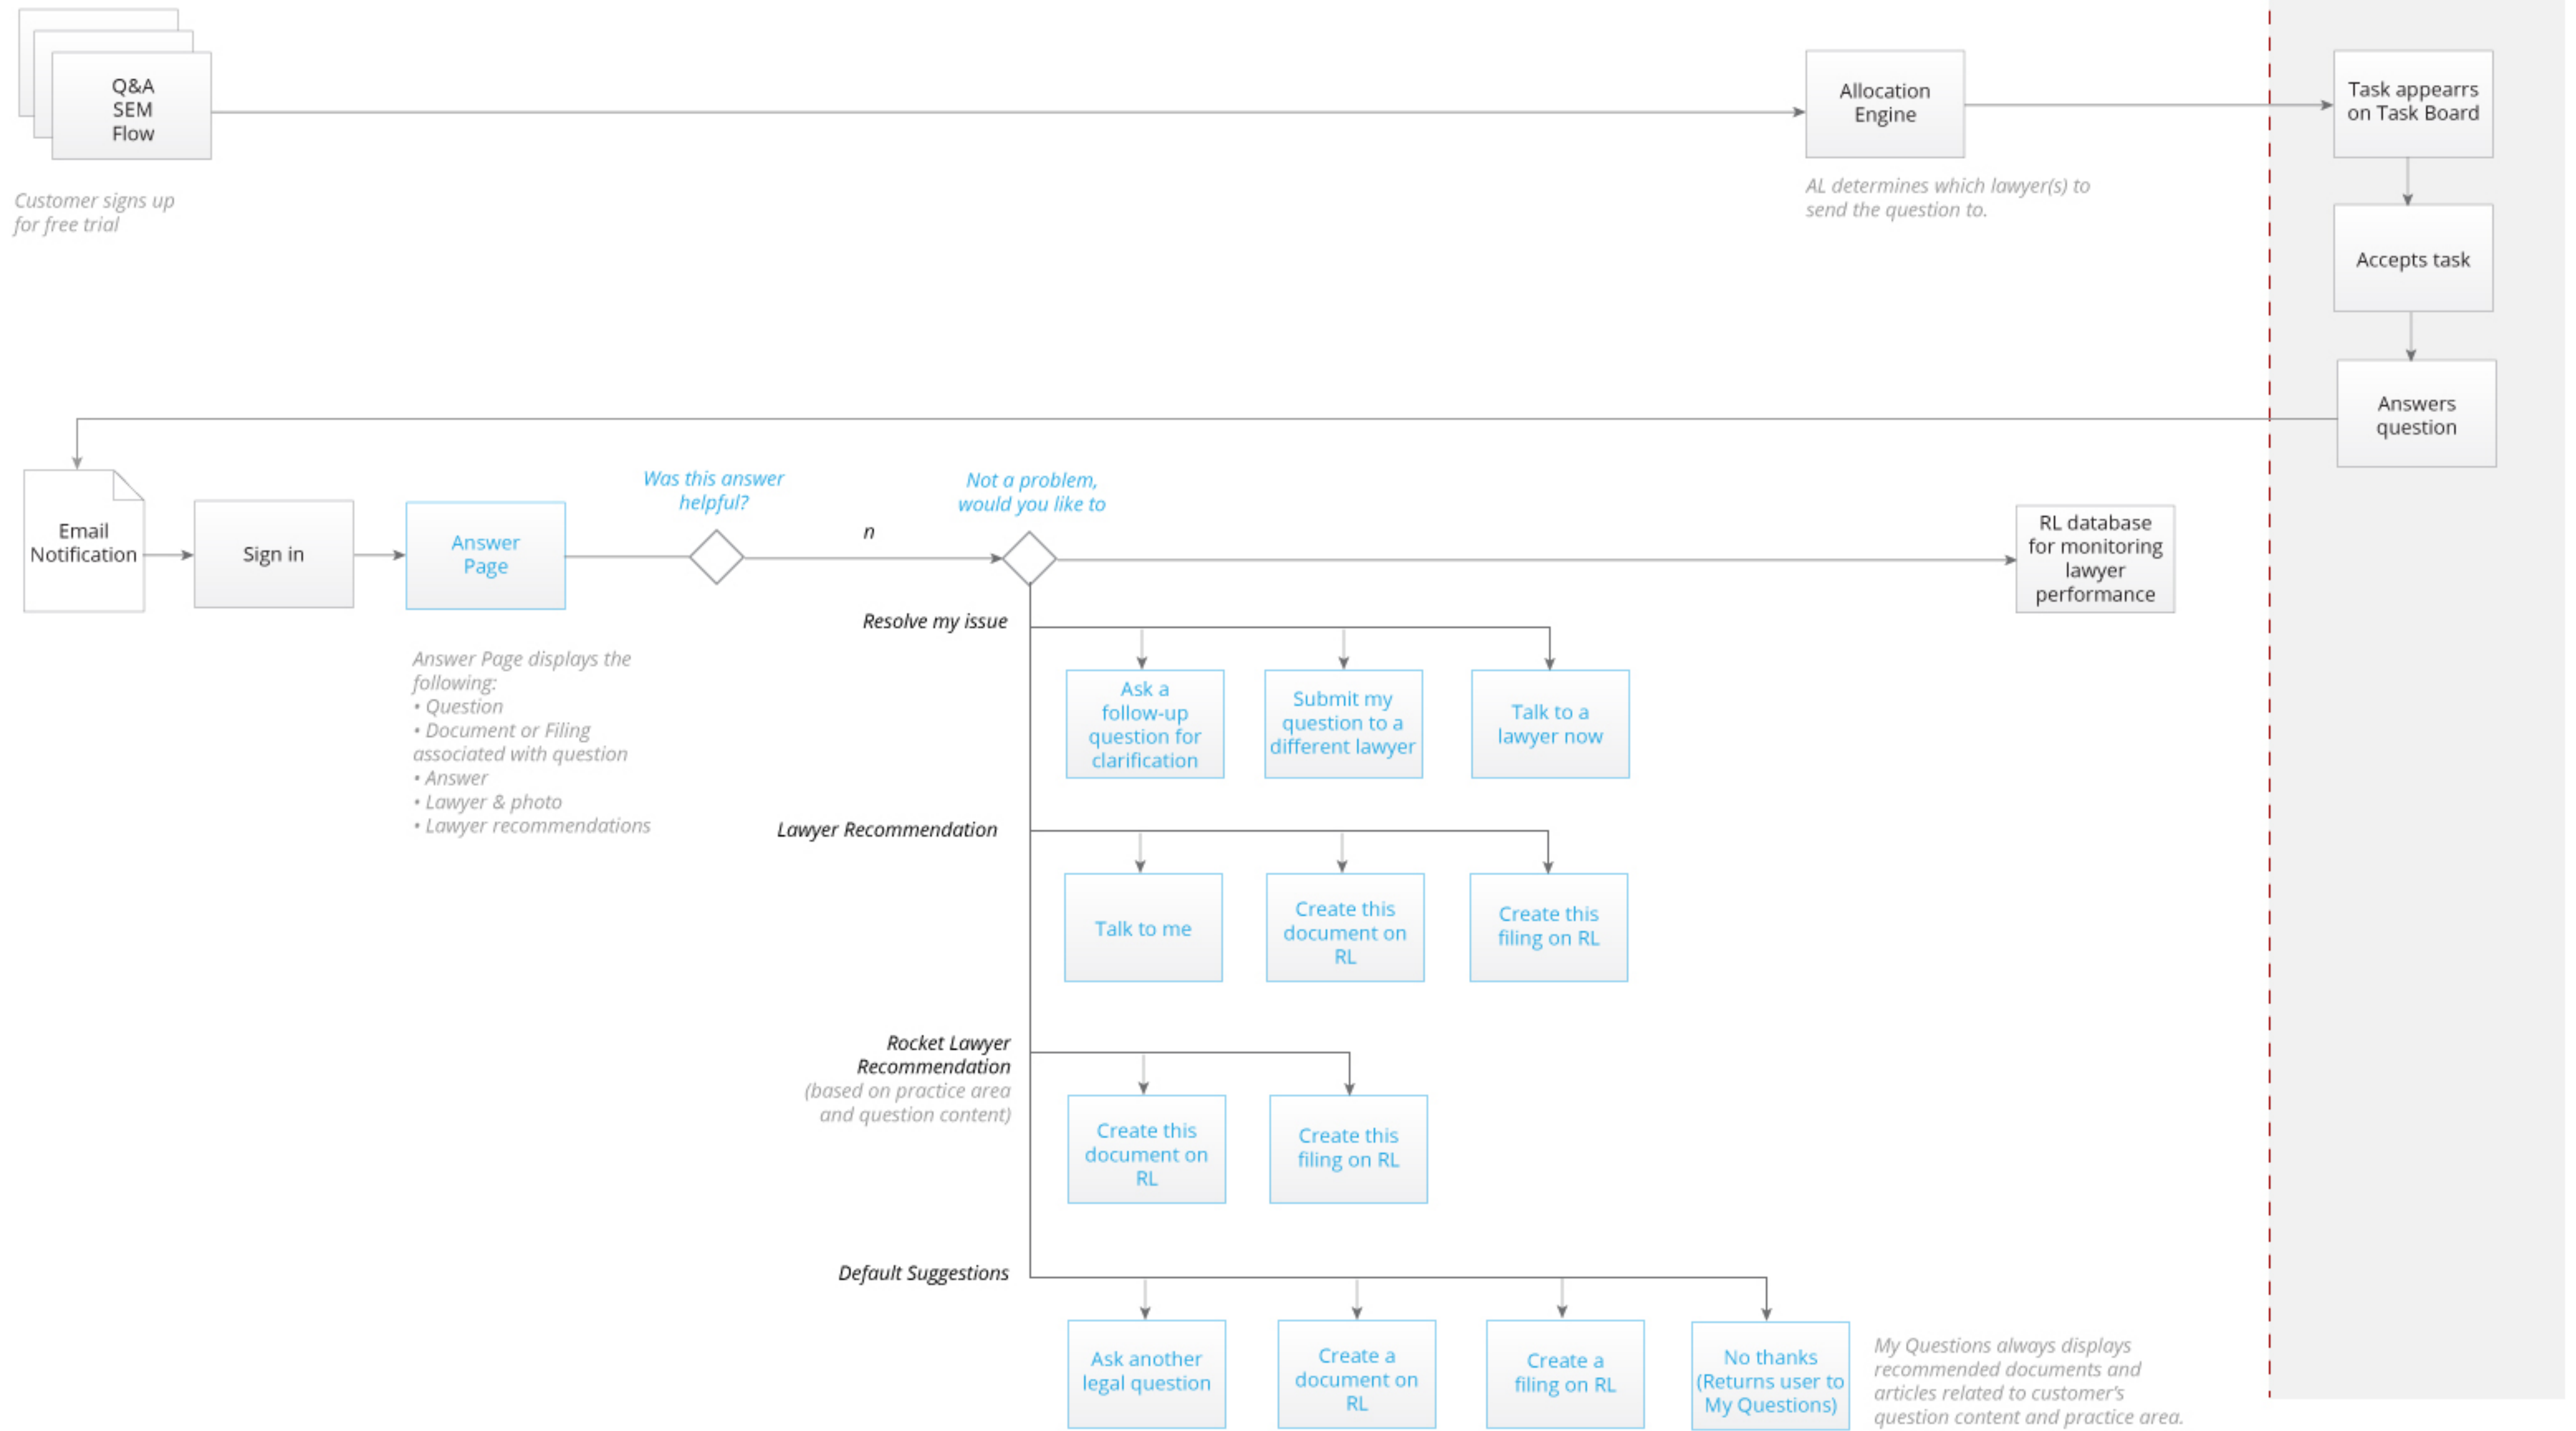 Q&A
SEM
Flow
Customer signs up
for free trial
Allocation
Engine
AL determines which lawyer(s) to
send the question to.
Task appearrs
on Task Board
Accepts task
Answers
question
Email
Notification
Sign in
Answer
Page
Answer Page displays the
following:
• Question
• Document or Filing
associated with question
• Answer
• Lawyer & photo
• Lawyer recommendations
Was this answer
helpful?
n
Not a problem,
would you like to
RL database
for monitoring
lawyer
performance
Resolve my issue
Ask a
follow-up
question for
clarification
Submit my
question to a
different lawyer
Talk to a
lawyer now
Lawyer Recommendation
Talk to me
Create this
document on
RL
Create this
filing on RL
Rocket Lawyer
Recommendation
(based on practice area
and question content)
Create this
document on
RL
Create this
filing on RL
Default Suggestions
Ask another
legal question
Create a
document on
RL
Create a
filing on RL
No thanks
(Returns user to
My Questions)
My Questions always displays
recommended documents and
articles related to customer's
question content and practice area.